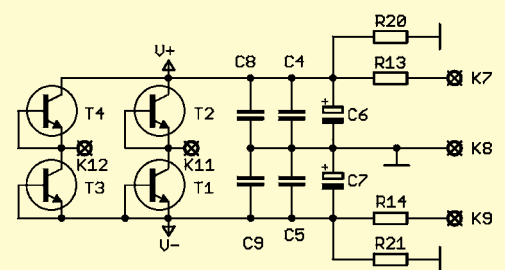 R20
V+
C8 C4 R13 K7
T4 T2 C6
K12 K11 K8
T3 T1 C7
R14 K9
V- C9 C5 R21
+
+